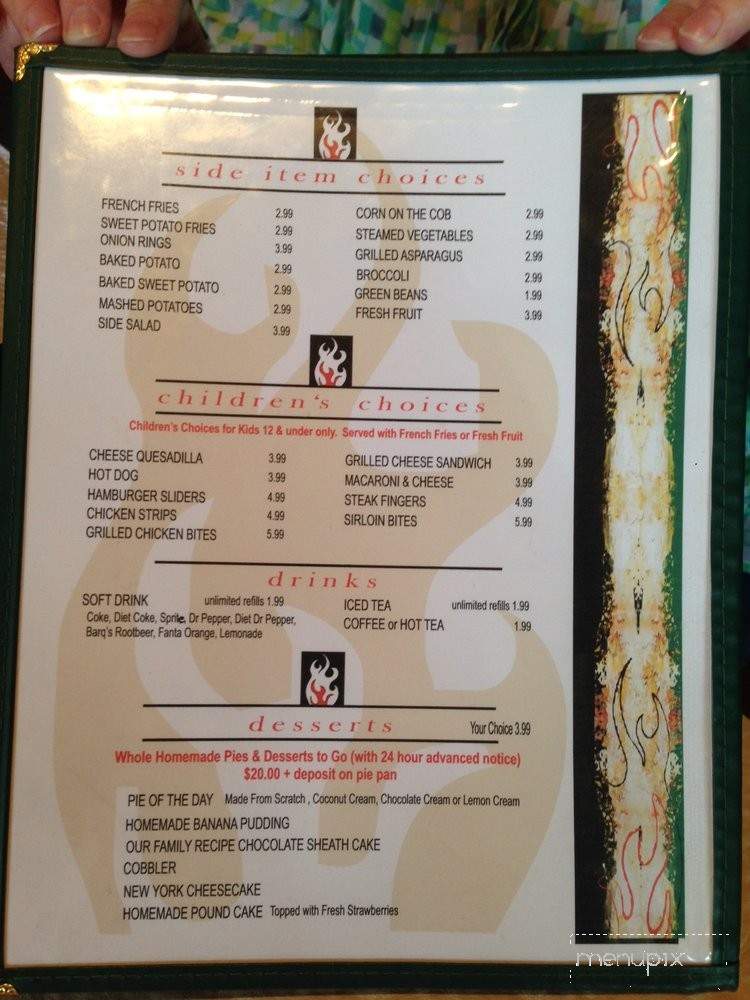 side item choices
FRENCH FRIES 2.99
SWEET POTATO FRIES 2.99
ONION RINGS 3.99
BAKED POTATO 2.99
BAKED SWEET POTATO 2.99
MASHED POTATOES 2.99
SIDE SALAD 3.99
CORN ON THE COB 2.99
STEAMED VEGETABLES 2.99
GRILLED ASPARAGUS 2.99
BROCCOLI 2.99
GREEN BEANS 1.99
FRESH FRUIT 3.99
children's choices
Children's Choices for Kids 12 & under only. Served with French Fries or Fresh Fruit
CHEESE QUESADILLA 3.99
HOT DOG 3.99
HAMBURGER SLIDERS 4.99
CHICKEN STRIPS 4.99
GRILLED CHICKEN BITES 5.99
GRILLED CHEESE SANDWICH 3.99
MACARONI & CHEESE 3.99
STEAK FINGERS 4.99
SIRLOIN BITES 5.99
drinks
SOFT DRINK unlimited refills 1.99
Coke, Diet Coke, Sprite, Dr Pepper, Diet Dr Pepper,
Barq's Rootbeer, Fanta Orange, Lemonade
ICED TEA unlimited refills 1.99
COFFEE or HOT TEA 1.99
desserts Your Choice 3.99
Whole Homemade Pies & Desserts to Go (with 24 hour advanced notice)
$20.00 + deposit on pie pan
PIE OF THE DAY Made From Scratch , Coconut Cream, Chocolate Cream or Lemon Cream
HOMEMADE BANANA PUDDING
OUR FAMILY RECIPE CHOCOLATE SHEATH CAKE
COBBLER
NEW YORK CHEESECAKE
HOMEMADE POUND CAKE Topped with Fresh Strawberries
menupix